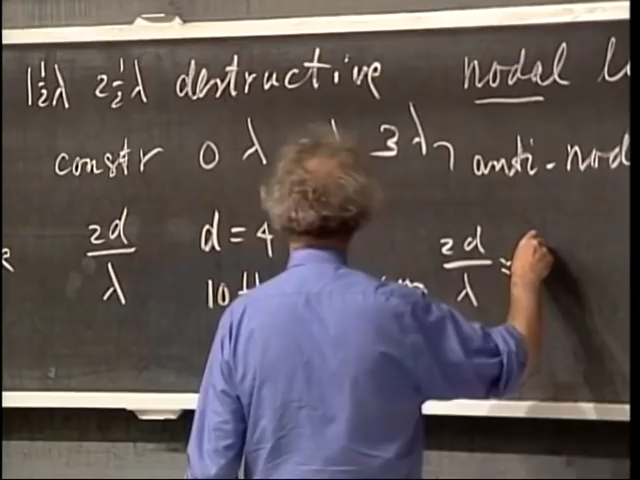 1½λ 2½λ destructive nodal
constr 0 λ 3λ anti-nod
2d/λ d = 4 2d/λ =
10